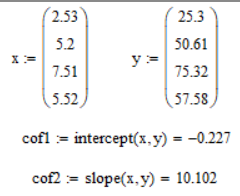 x := (2.53 5.2 7.51 5.52) y := (25.3 50.61 75.32 57.58)
cof1 := intercept(x,y) = −0.227
cof2 := slope(x,y) = 10.102